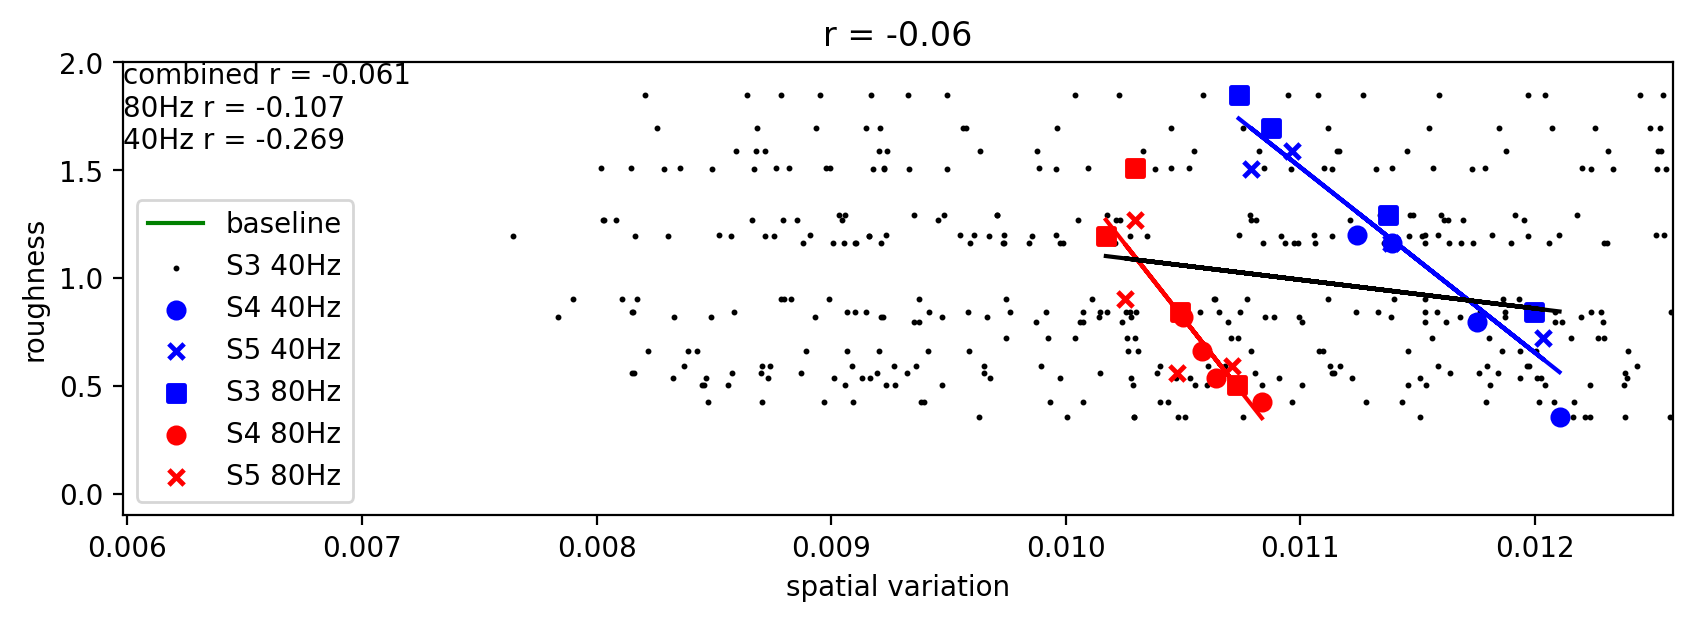 r = -0.06
combined r = -0.061
80Hz r = -0.107
40Hz r = -0.269
baseline
S3 40Hz
S4 40Hz
S5 40Hz
S3 80Hz
S4 80Hz
S5 80Hz
roughness
2.0
1.5
1.0
0.5
0.0
0.006 0.007 0.008 0.009 0.010 0.011 0.012
spatial variation